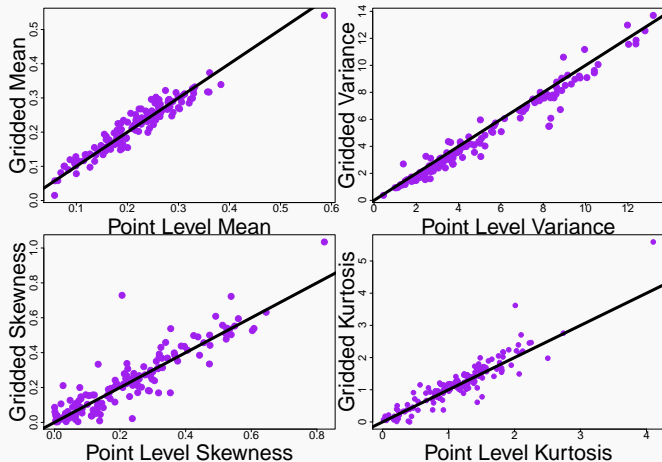 Gridded Mean
0.0 0.1 0.2 0.3 0.5
0.1 0.2 0.3 0.4 0.5 0.6
Point Level Mean
Gridded Variance
0 2 4 6 8 10 12 14
0 2 4 6 8 10 12
Point Level Variance
Gridded Skewness
0.0 0.2 0.4 0.6 0.8 1.0
0.0 0.2 0.4 0.6 0.8
Point Level Skewness
Gridded Kurtosis
0 1 2 3 4 5
0 1 2 3 4
Point Level Kurtosis